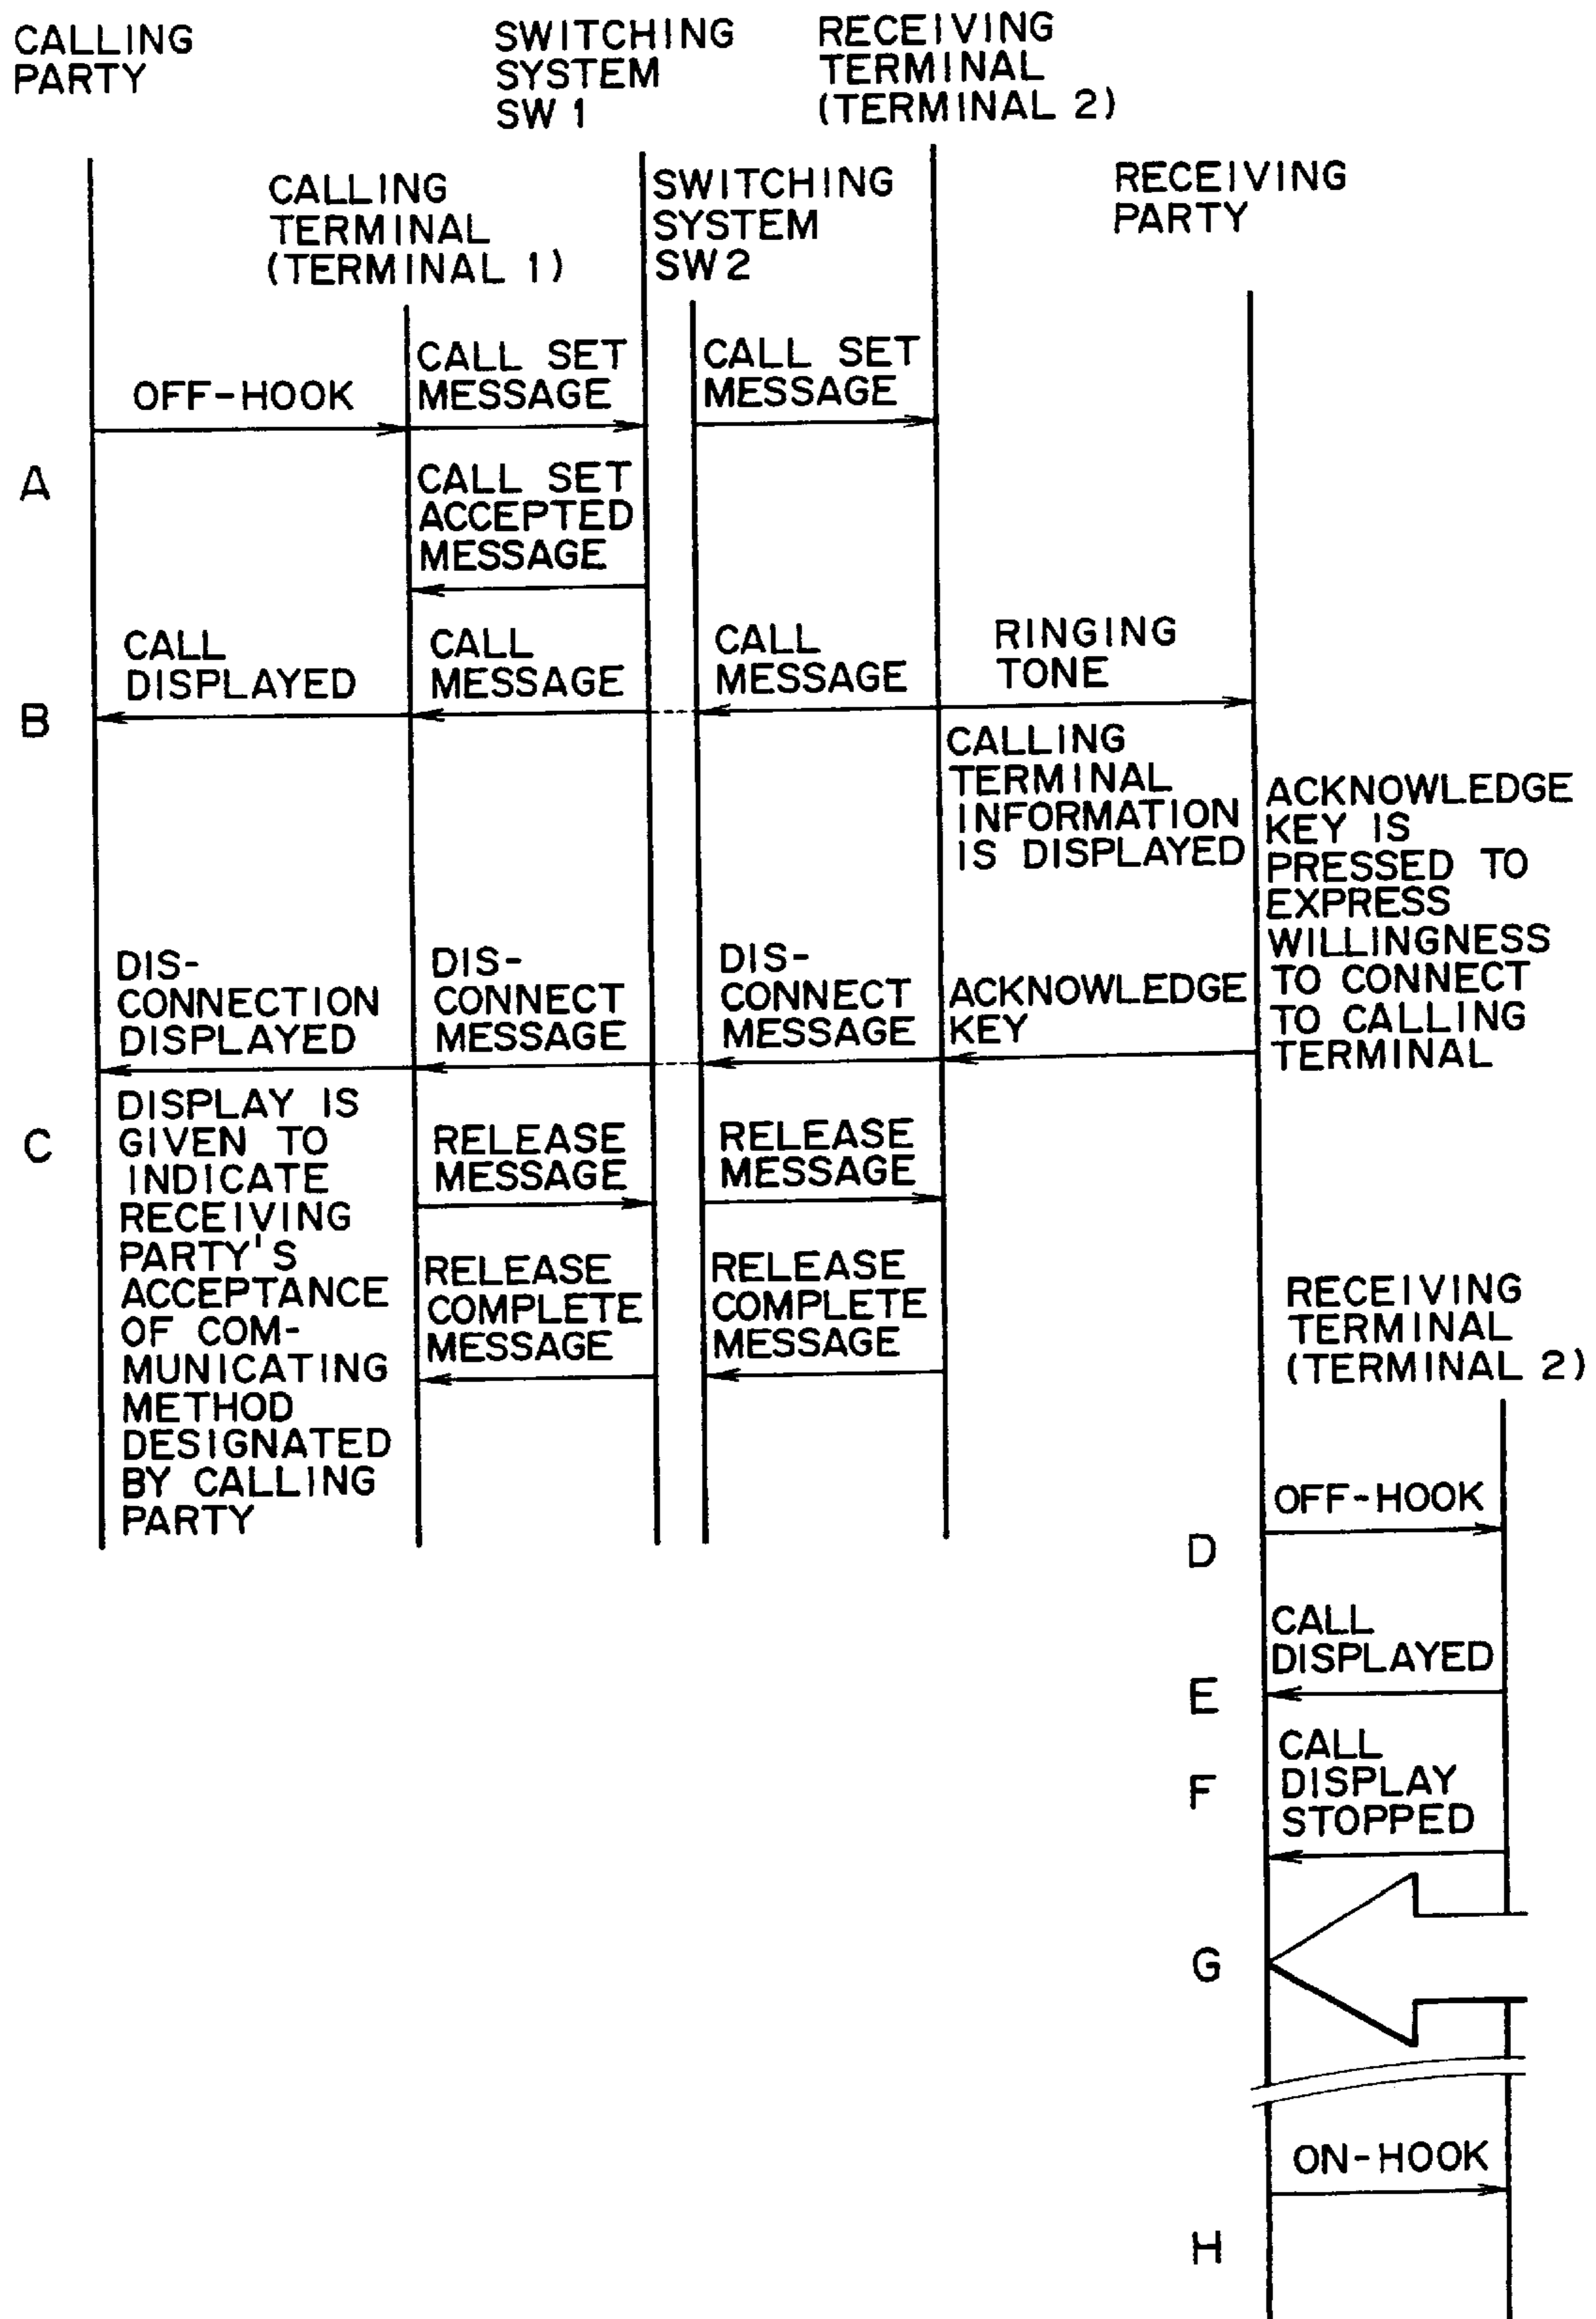 CALLING
PARTY
SWITCHING
SYSTEM
SW 1
RECEIVING
TERMINAL
(TERMINAL 2)
CALLING
TERMINAL
(TERMINAL 1)
SWITCHING
SYSTEM
SW2
RECEIVING
PARTY
OFF-HOOK
CALL SET
MESSAGE
CALL SET
MESSAGE
A
CALL SET
ACCEPTED
MESSAGE
CALL
DISPLAYED
CALL
MESSAGE
CALL
MESSAGE
RINGING
TONE
B
CALLING
TERMINAL
INFORMATION
IS DISPLAYED
ACKNOWLEDGE
KEY IS
PRESSED TO
EXPRESS
WILLINGNESS
TO CONNECT
TO CALLING
TERMINAL
DIS-
CONNECTION
DISPLAYED
DIS-
CONNECT
MESSAGE
DIS-
CONNECT
MESSAGE
ACKNOWLEDGE
KEY
C
DISPLAY IS
GIVEN TO
INDICATE
RECEIVING
PARTY'S
ACCEPTANCE
OF COM-
MUNICATING
METHOD
DESIGNATED
BY CALLING
PARTY
RELEASE
MESSAGE
RELEASE
MESSAGE
RELEASE
COMPLETE
MESSAGE
RELEASE
COMPLETE
MESSAGE
RECEIVING
TERMINAL
(TERMINAL 2)
OFF-HOOK
D
CALL
DISPLAYED
E
CALL
DISPLAY
STOPPED
F
G
ON-HOOK
H